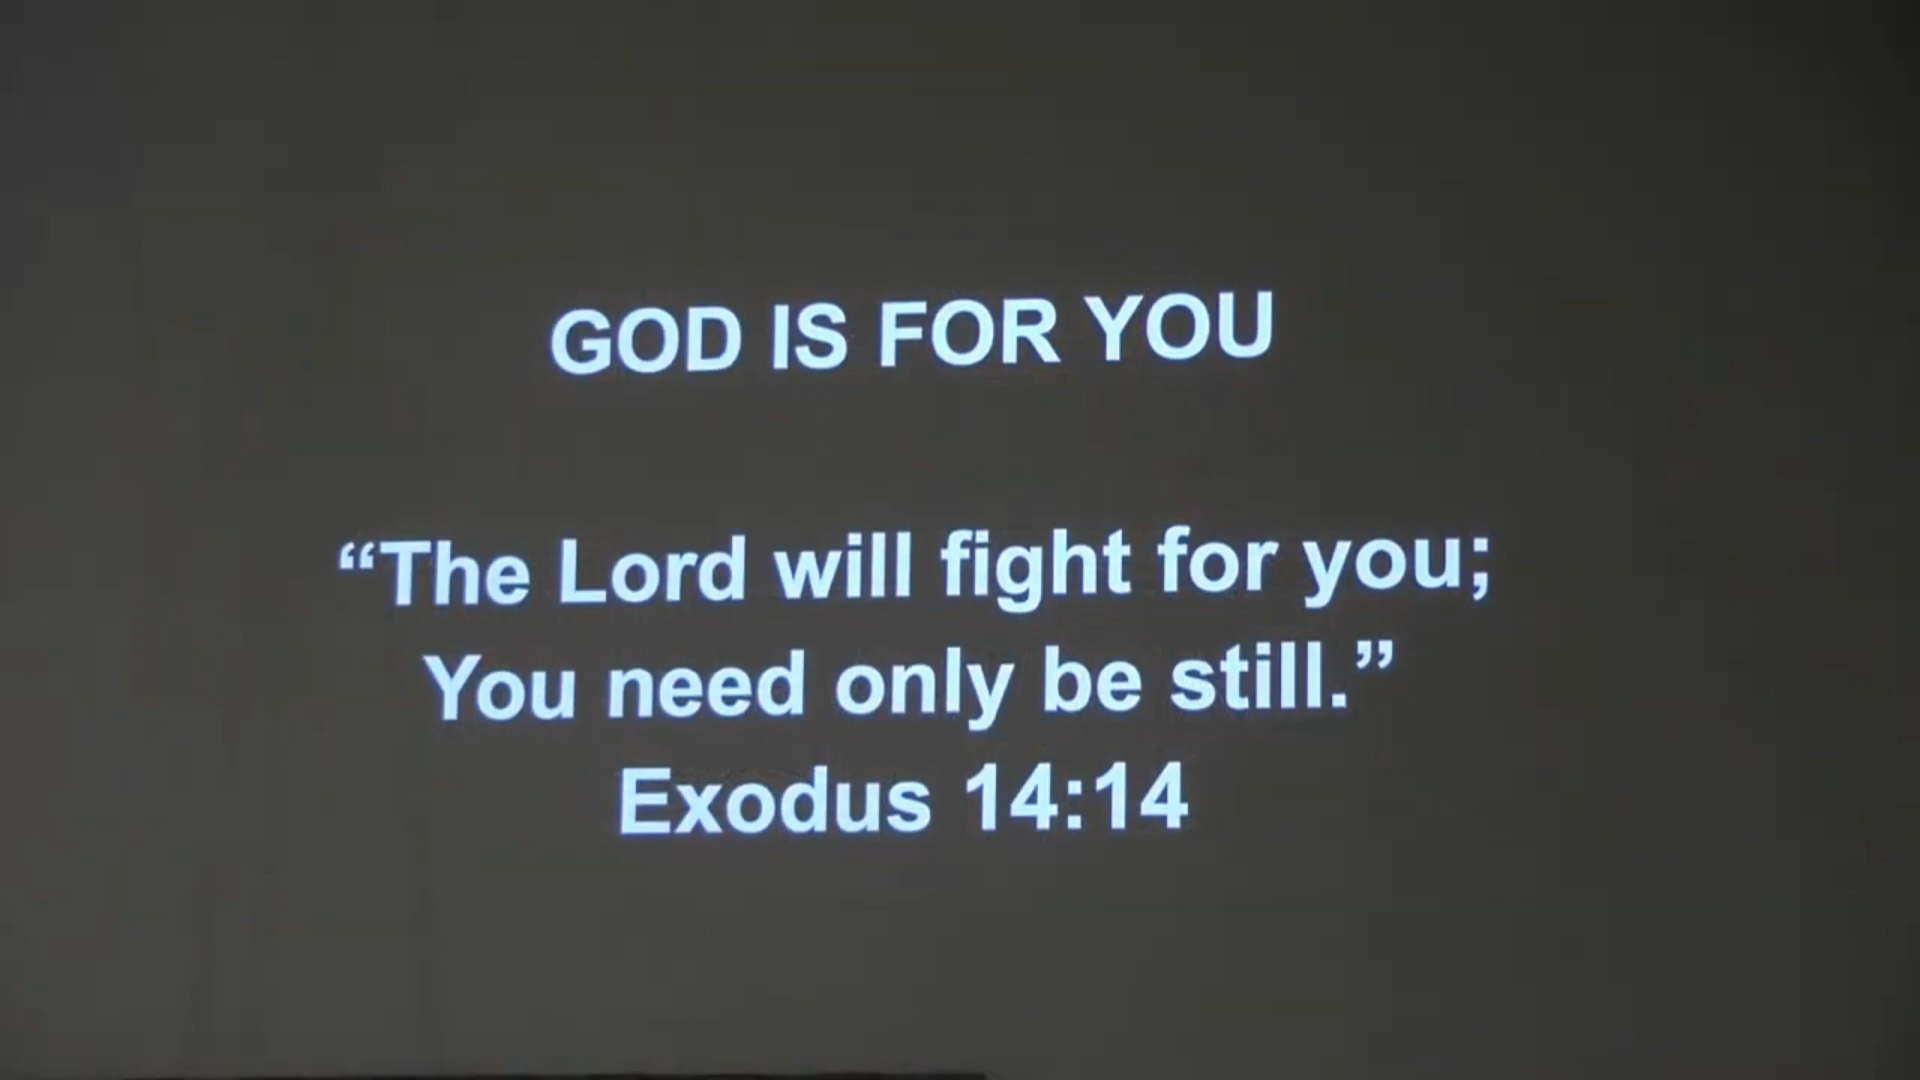 GOD IS FOR YOU
“The Lord will fight for you;
You need only be still.”
Exodus 14:14